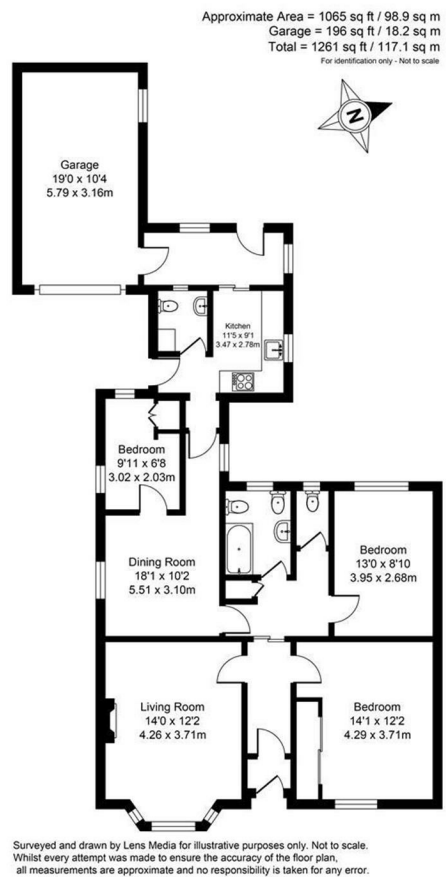 Approximate Area = 1065 sq ft / 98.9 sq m
Garage = 196 sq ft / 18.2 sq m
Total = 1261 sq ft / 117.1 sq m
For identification only - Not to scale
N
Garage
19'0 x 10'4
5.79 x 3.16m
Kitchen
11'5 x 9'1
3.47 x 2.78m
Bedroom
9'11 x 6'8
3.02 x 2.03m
Dining Room
18'1 x 10'2
5.51 x 3.10m
Bedroom
13'0 x 8'10
3.95 x 2.68m
Living Room
14'0 x 12'2
4.26 x 3.71m
Bedroom
14'1 x 12'2
4.29 x 3.71m
Surveyed and drawn by Lens Media for illustrative purposes only. Not to scale.
Whilst every attempt was made to ensure the accuracy of the floor plan,
all measurements are approximate and no responsibility is taken for any error.